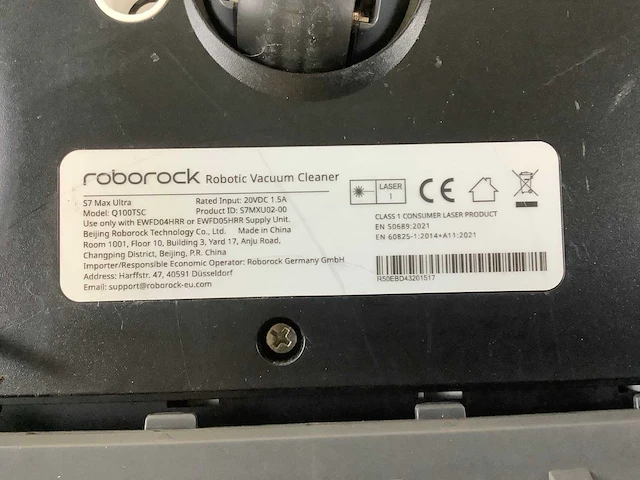 roborock Robotic Vacuum Cleaner
S7 Max Ultra Rated Input: 20VDC 1.5A
Model: Q100TSC Product ID: S7MXU02-00
Use only with EWFD04HRR or EWFD05HRR Supply Unit.
Beijing Roborock Technology Co., Ltd. Made in China
Room 1001, Floor 10, Building 3, Yard 17, Anju Road,
Changping District, Beijing, P.R. China
Importer/Responsible Economic Operator: Roborock Germany GmbH
Address: Harffstr. 47, 40591 Düsseldorf
Email: support@roborock-eu.com
LASER
1
CE
CLASS 1 CONSUMER LASER PRODUCT
EN 50689:2021
EN 60825-1:2014+A11:2021
R50EBD43201517